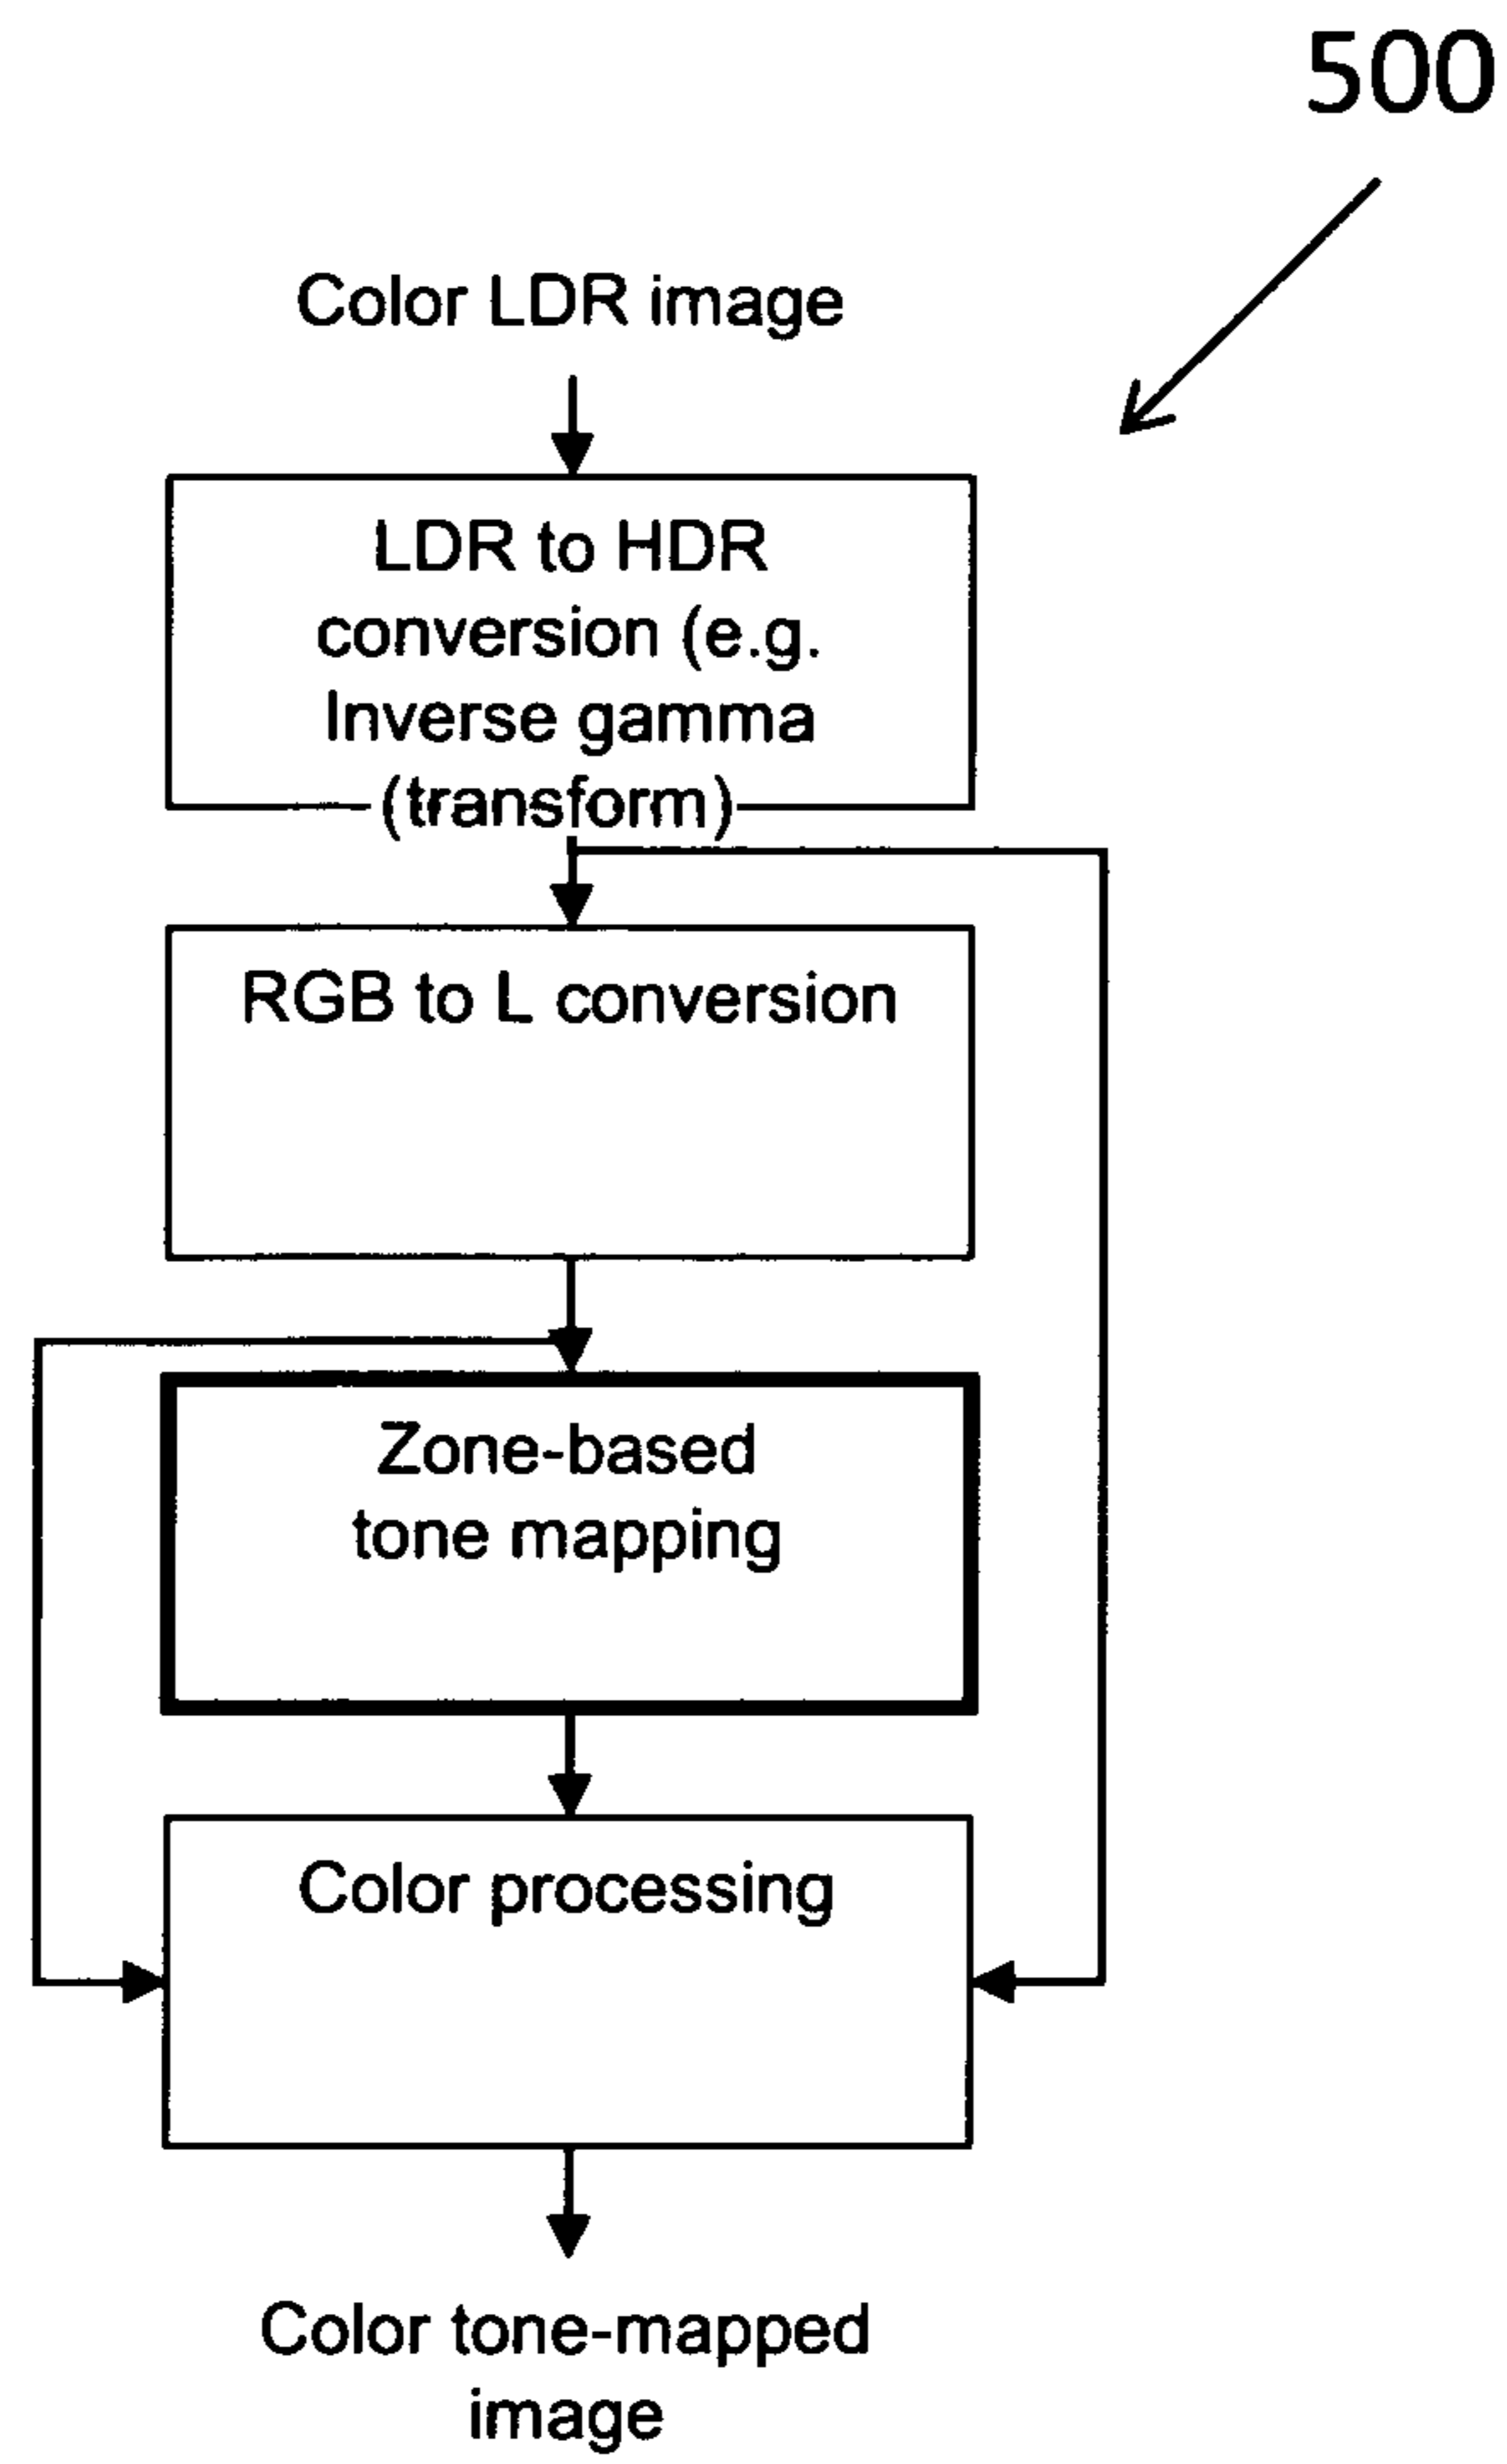 500
Color LDR image
LDR to HDR
conversion (e.g.
Inverse gamma
(transform)
RGB to L conversion
Zone-based
tone mapping
Color processing
Color tone-mapped
image